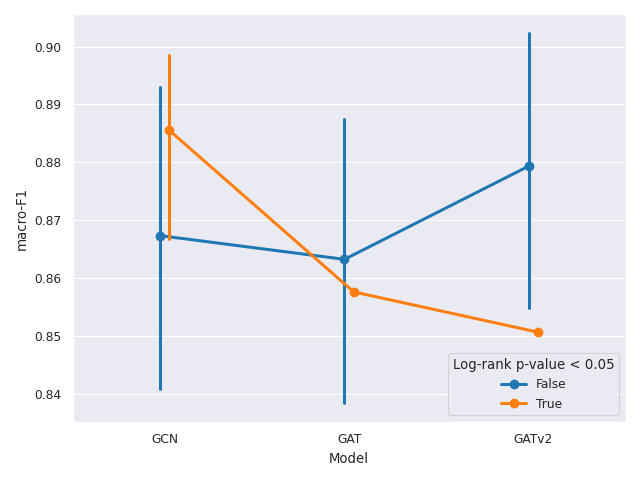 0.90
0.89
0.88
0.87
0.86
0.85
0.84
macro-F1
GCN
GAT
GATv2
Model
Log-rank p-value < 0.05
False
True